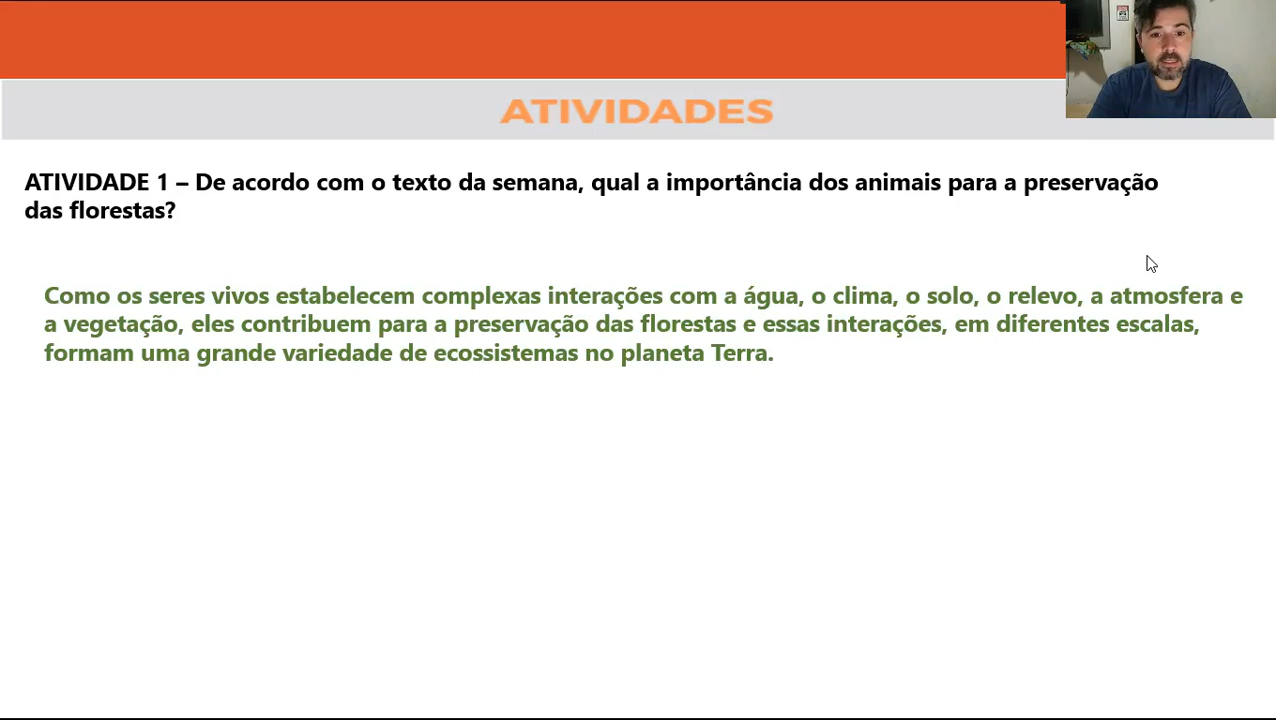 ATIVIDADES
ATIVIDADE 1 – De acordo com o texto da semana, qual a importância dos animais para a preservação
das florestas?
Como os seres vivos estabelecem complexas interações com a água, o clima, o solo, o relevo, a atmosfera e
a vegetação, eles contribuem para a preservação das florestas e essas interações, em diferentes escalas,
formam uma grande variedade de ecossistemas no planeta Terra.